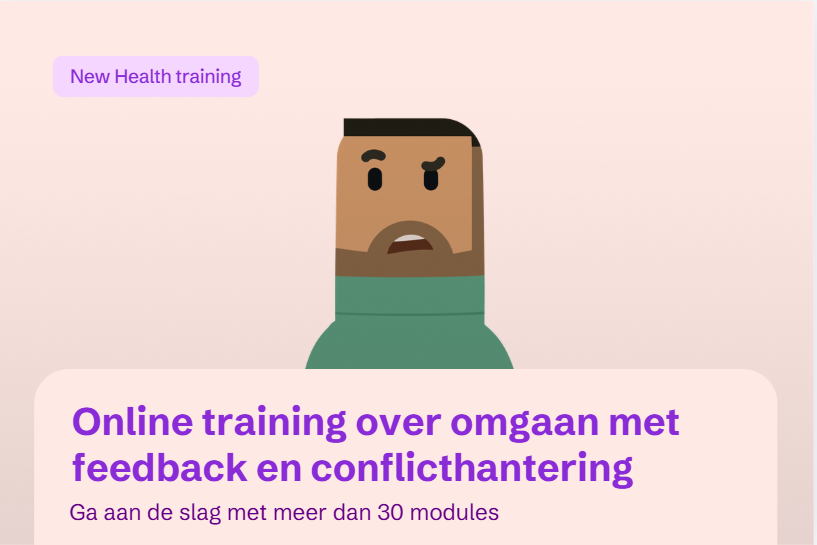 New Health training
Online training over omgaan met
feedback en conflicthantering
Ga aan de slag met meer dan 30 modules